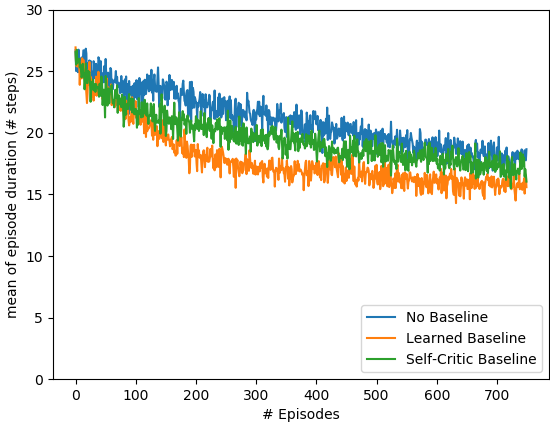 30
25
20
15
10
5
0
mean of episode duration (# steps)
No Baseline
Learned Baseline
Self-Critic Baseline
0 100 200 300 400 500 600 700
# Episodes